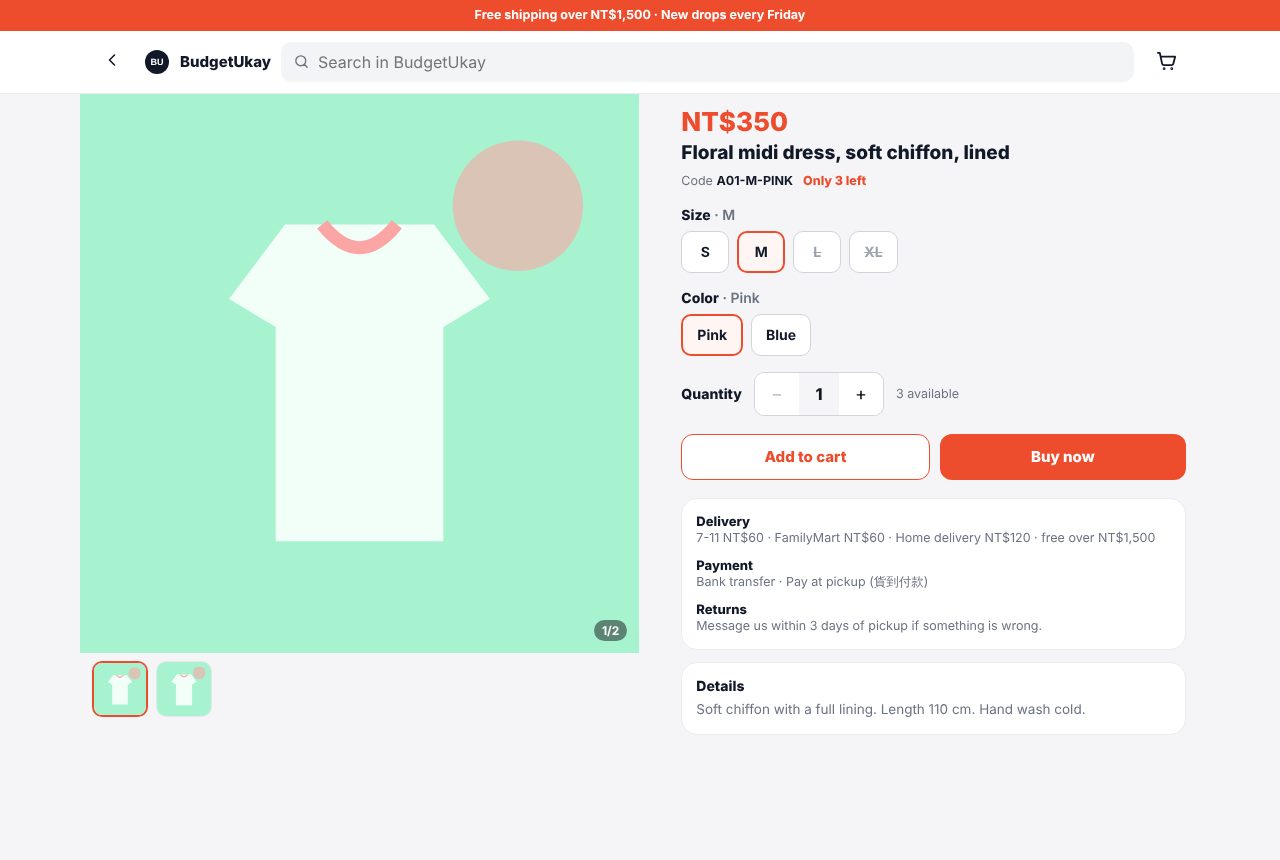 Free shipping over NT$1,500 · New drops every Friday
BU BudgetUkay Search in BudgetUkay
NT$350
Floral midi dress, soft chiffon, lined
Code A01-M-PINK Only 3 left
Size · M
S M L XL
Color · Pink
Pink Blue
Quantity − 1 + 3 available
Add to cart Buy now
Delivery
7-11 NT$60 · FamilyMart NT$60 · Home delivery NT$120 · free over NT$1,500
Payment
Bank transfer · Pay at pickup (貨到付款)
Returns
Message us within 3 days of pickup if something is wrong.
1/2
Details
Soft chiffon with a full lining. Length 110 cm. Hand wash cold.